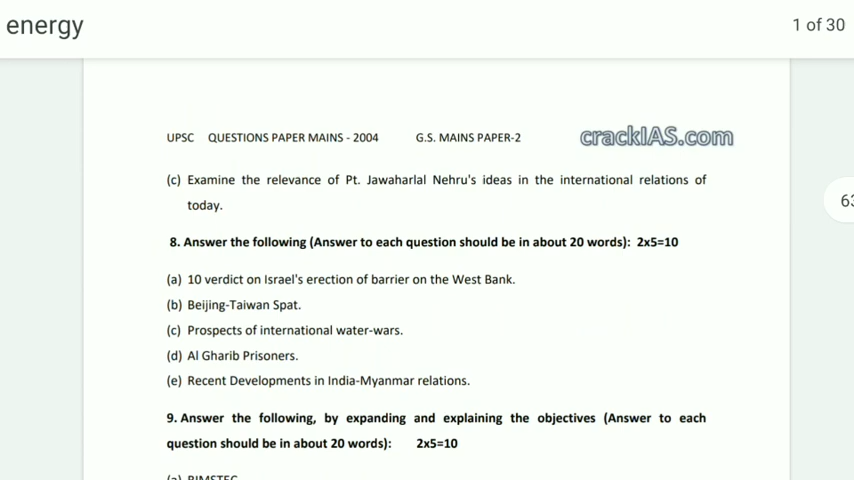 energy
1 of 30
UPSC QUESTIONS PAPER MAINS - 2004 G.S. MAINS PAPER-2
crackIAS.com
(c) Examine the relevance of Pt. Jawaharlal Nehru's ideas in the international relations of
today.
63
8. Answer the following (Answer to each question should be in about 20 words): 2x5=10
(a) 10 verdict on Israel's erection of barrier on the West Bank.
(b) Beijing-Taiwan Spat.
(c) Prospects of international water-wars.
(d) Al Gharib Prisoners.
(e) Recent Developments in India-Myanmar relations.
9. Answer the following, by expanding and explaining the objectives (Answer to each
question should be in about 20 words): 2x5=10
(a) BIMSTEC